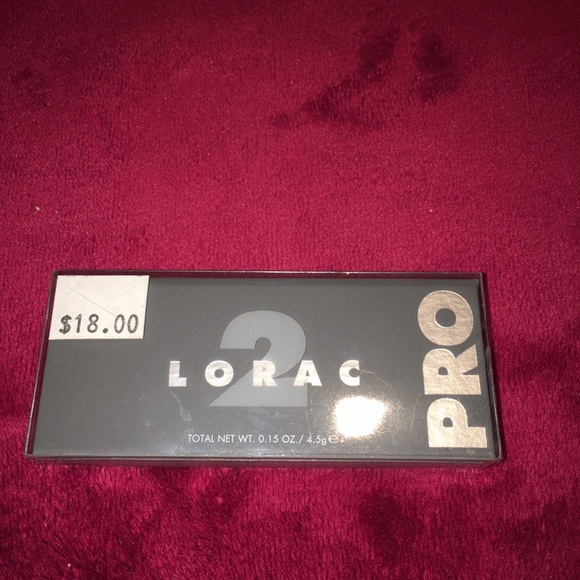 $18.00
2
LORAC
PRO
TOTAL NET WT. 0.15 OZ./ 4.5g ℮